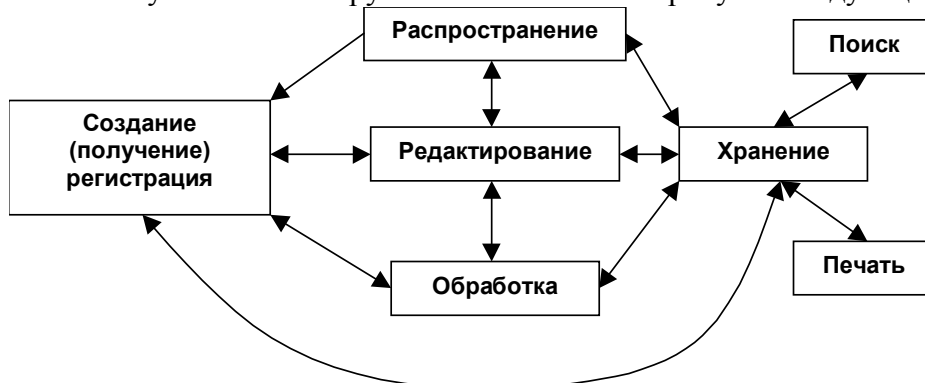 Распространение
Поиск
Создание
(получение)
регистрация
Редактирование
Хранение
Обработка
Печать